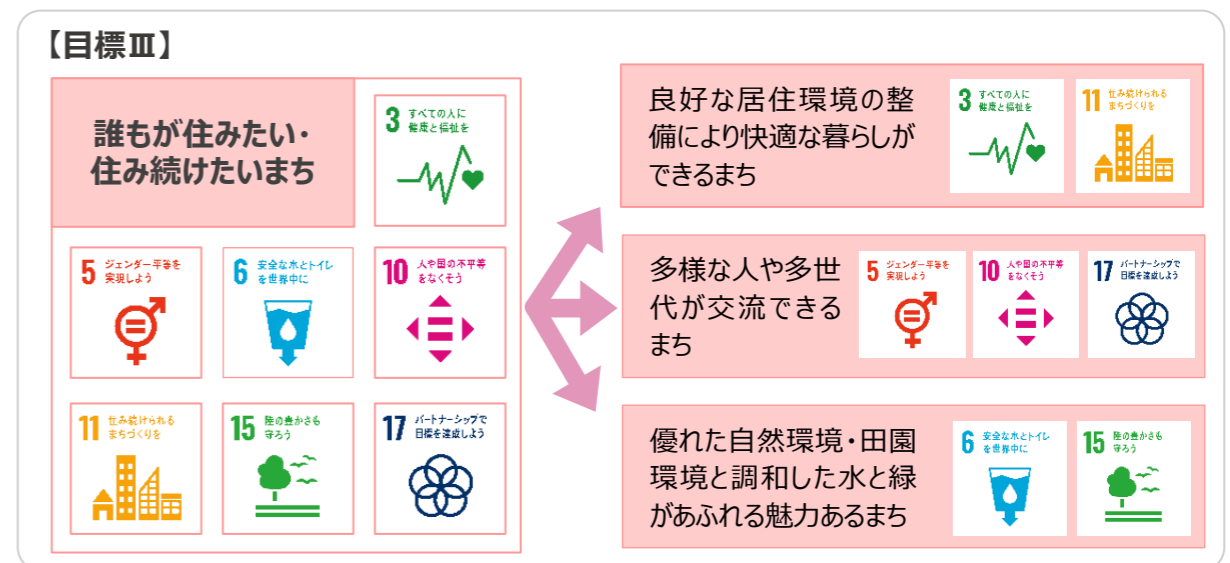 【目標Ⅲ】
誰もが住みたい・
住み続けたいまち
3 すべての人に
健康と福祉を
5 ジェンダー平等を
実現しよう
6 安全な水とトイレ
を世界中に
10 人や国の不平等
をなくそう
11 住み続けられる
まちづくりを
15 陸の豊かさも
守ろう
17 パートナーシップで
目標を達成しよう
良好な居住環境の整
備により快適な暮らしが
できるまち
3 すべての人に
健康と福祉を
11 住み続けられる
まちづくりを
多様な人や多世
代が交流できる
まち
5 ジェンダー平等を
実現しよう
10 人や国の不平等
をなくそう
17 パートナーシップで
目標を達成しよう
優れた自然環境・田園
環境と調和した水と緑
があふれる魅力あるまち
6 安全な水とトイレ
を世界中に
15 陸の豊かさも
守ろう